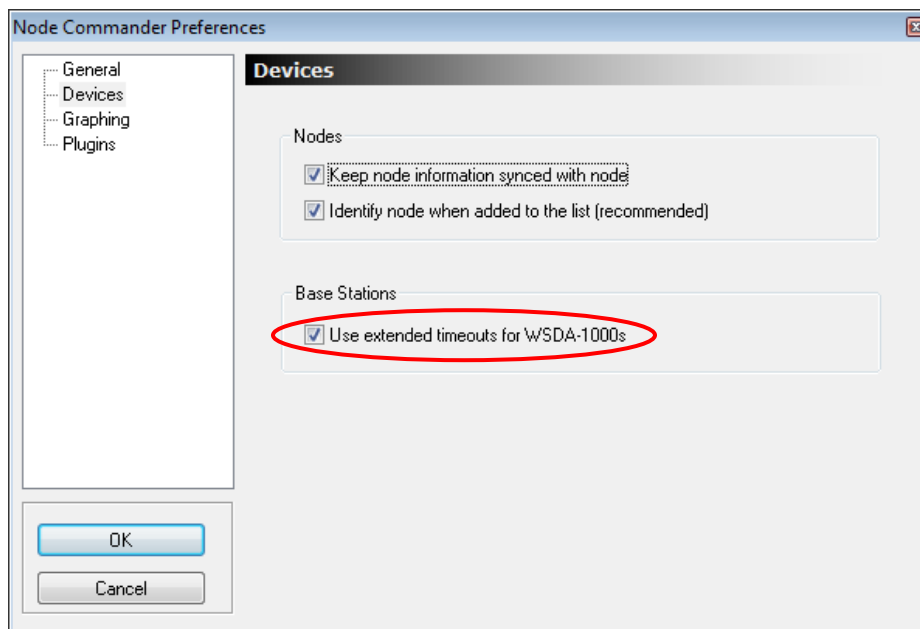 Node Commander Preferences
General
Devices
Graphing
Plugins
Devices
Nodes
Keep node information synced with node
Identify node when added to the list (recommended)
Base Stations
Use extended timeouts for WSDA-1000s
OK
Cancel